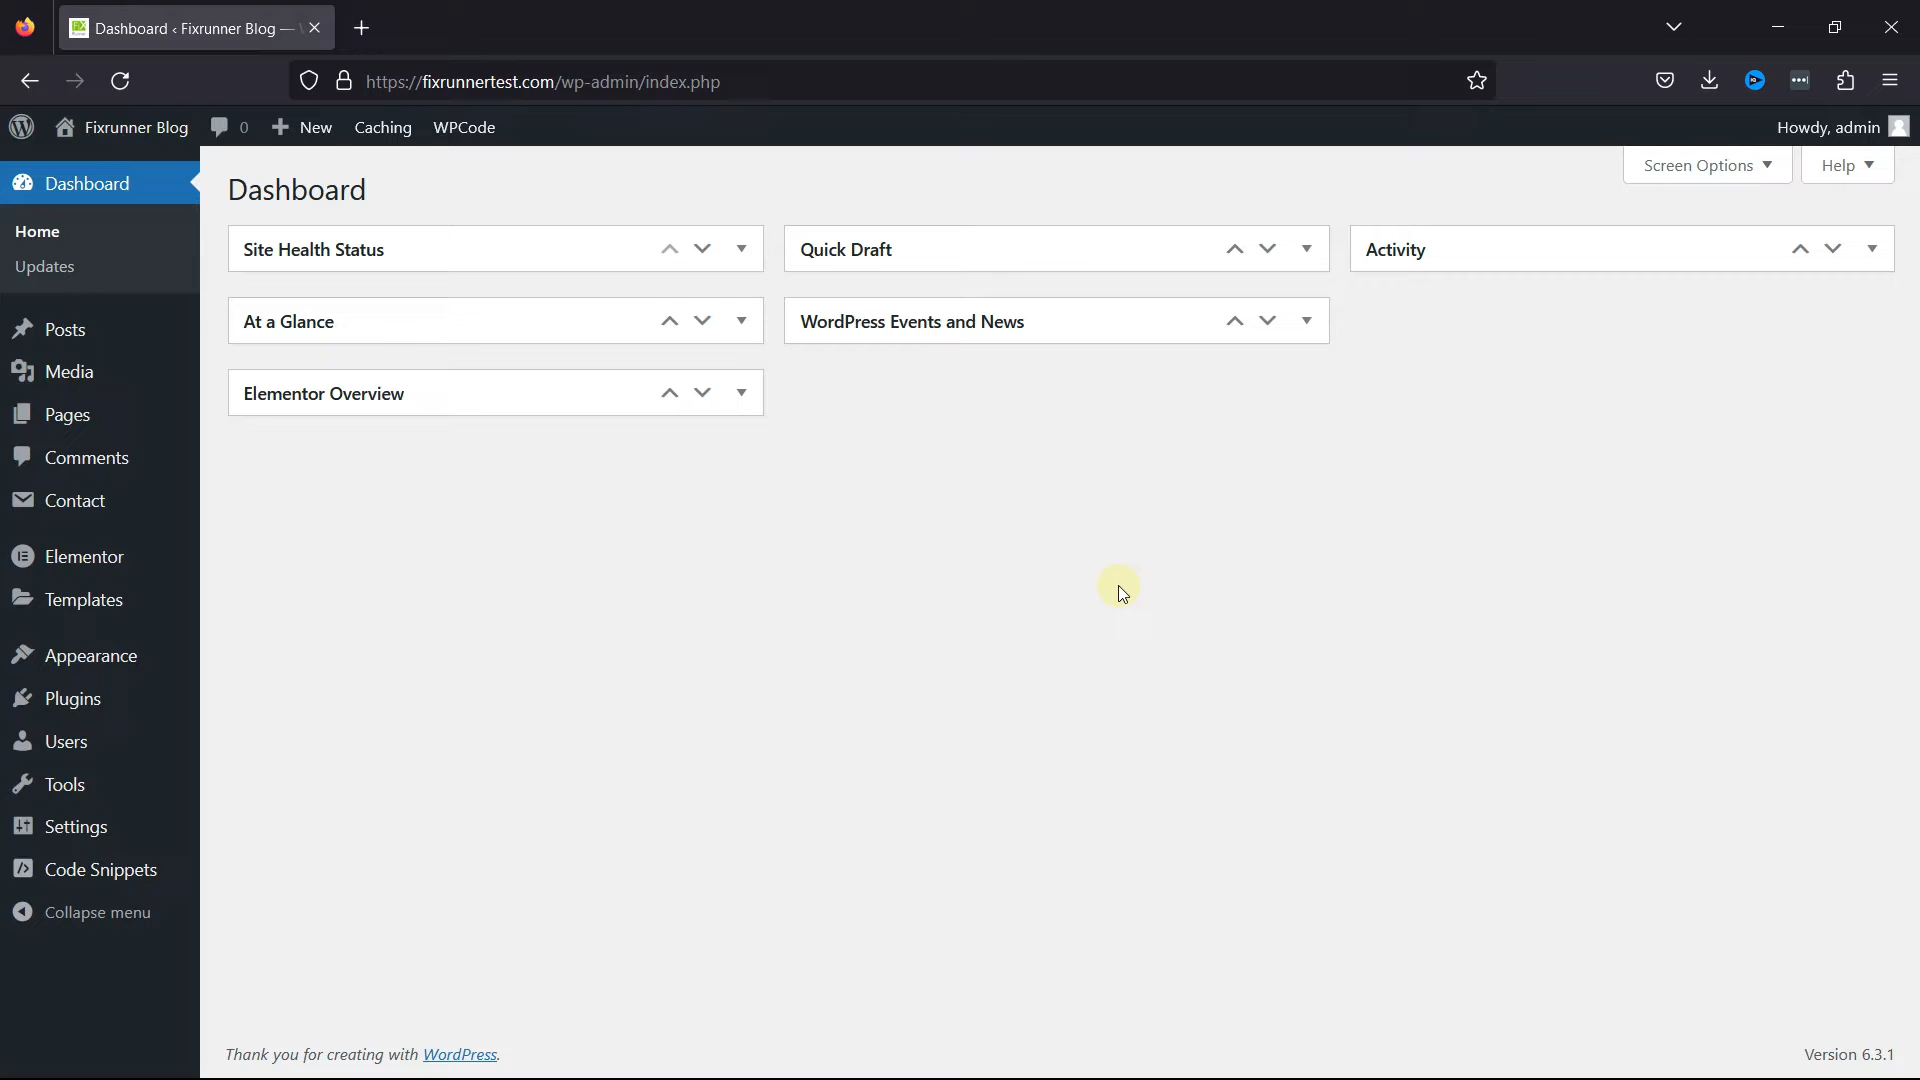 Dashboard ‹ Fixrunner Blog —
https://fixrunnertest.com/wp-admin/index.php
Fixrunner Blog 0 New Caching WPCode Howdy, admin
Screen Options Help
Dashboard
Home
Updates
Posts
Media
Pages
Comments
Contact
Elementor
Templates
Appearance
Plugins
Users
Tools
Settings
Code Snippets
Collapse menu
Dashboard
Site Health Status
At a Glance
Elementor Overview
Quick Draft
WordPress Events and News
Activity
Thank you for creating with WordPress.
Version 6.3.1